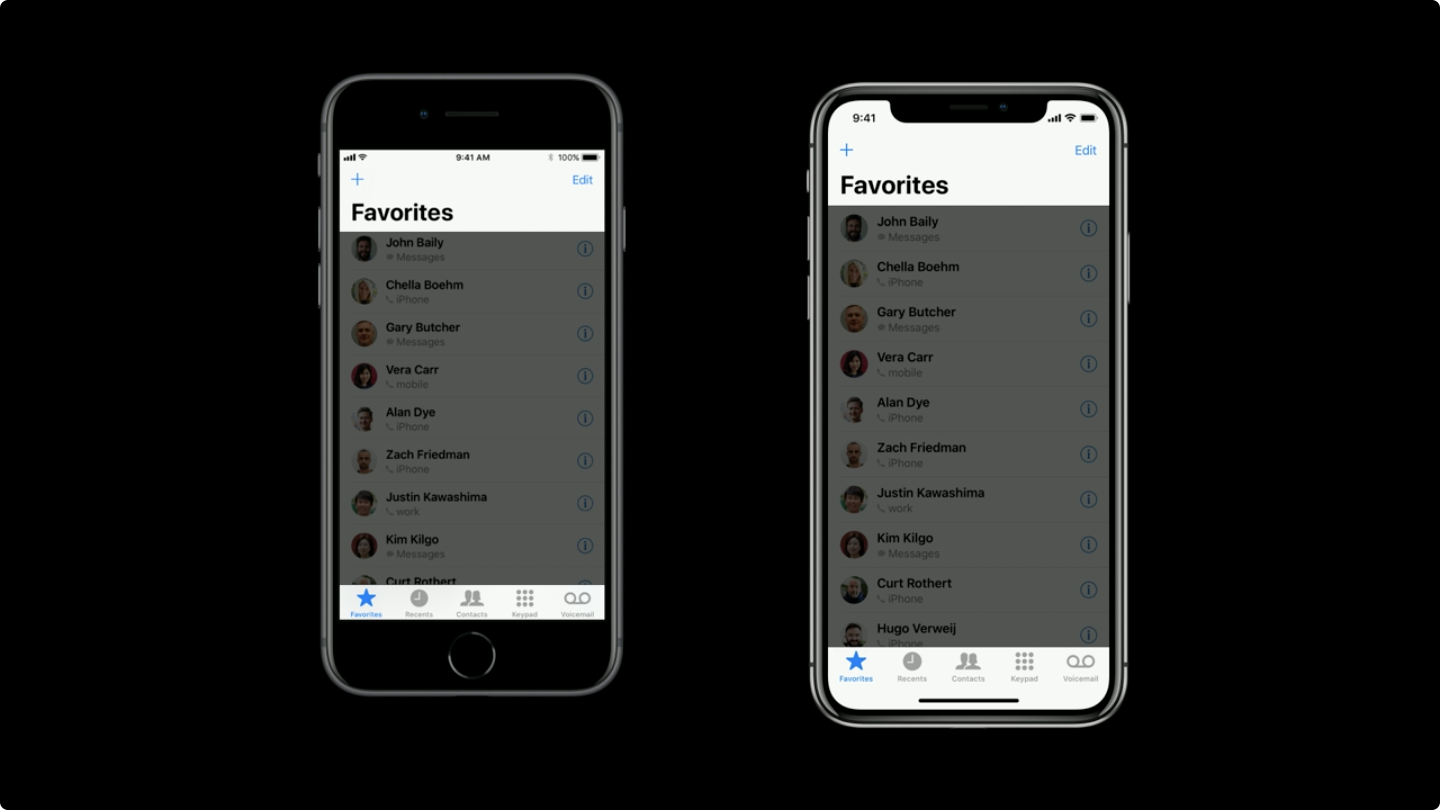 9:41 AM
100%
+
Edit
Favorites
John Baily
Messages
Chella Boehm
iPhone
Gary Butcher
Messages
Vera Carr
mobile
Alan Dye
iPhone
Zach Friedman
iPhone
Justin Kawashima
work
Kim Kilgo
Messages
Curt Rothert
Favorites
Recents
Contacts
Keypad
Voicemail
9:41
+
Edit
Favorites
John Baily
Messages
Chella Boehm
iPhone
Gary Butcher
Messages
Vera Carr
mobile
Alan Dye
iPhone
Zach Friedman
iPhone
Justin Kawashima
work
Kim Kilgo
Messages
Curt Rothert
iPhone
Hugo Verweij
iPhone
Favorites
Recents
Contacts
Keypad
Voicemail